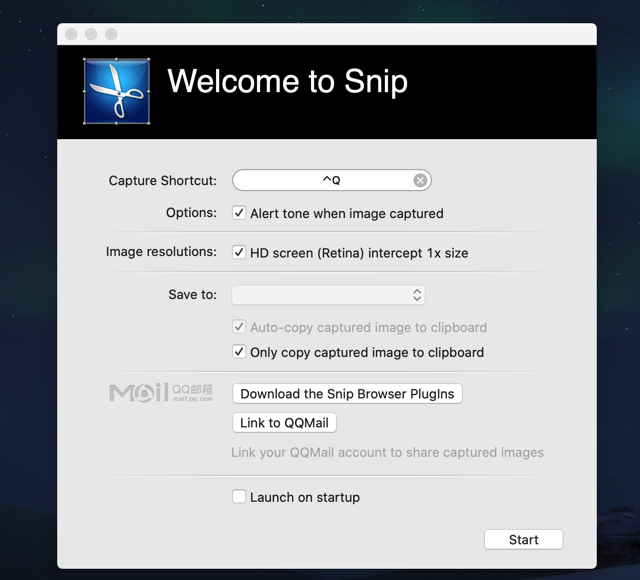 Welcome to Snip
Capture Shortcut: ^Q
Options: Alert tone when image captured
Image resolutions: HD screen (Retina) intercept 1x size
Save to:
Auto-copy captured image to clipboard
Only copy captured image to clipboard
Mail QQ邮箱
mail.qq.com
Download the Snip Browser PlugIns
Link to QQMail
Link your QQMail account to share captured images
Launch on startup
Start